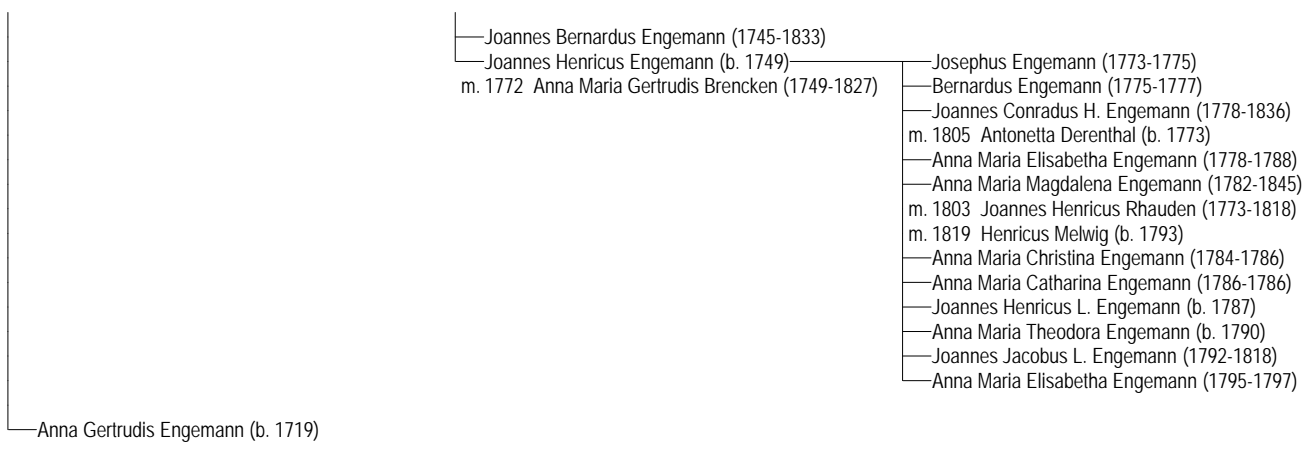 Joannes Bernardus Engemann (1745-1833)
Joannes Henricus Engemann (b. 1749)
m. 1772 Anna Maria Gertrudis Brencken (1749-1827)
Josephus Engemann (1773-1775)
Bernardus Engemann (1775-1777)
Joannes Conradus H. Engemann (1778-1836)
m. 1805 Antonetta Derenthal (b. 1773)
Anna Maria Elisabetha Engemann (1778-1788)
Anna Maria Magdalena Engemann (1782-1845)
m. 1803 Joannes Henricus Rhauden (1773-1818)
m. 1819 Henricus Melwig (b. 1793)
Anna Maria Christina Engemann (1784-1786)
Anna Maria Catharina Engemann (1786-1786)
Joannes Henricus L. Engemann (b. 1787)
Anna Maria Theodora Engemann (b. 1790)
Joannes Jacobus L. Engemann (1792-1818)
Anna Maria Elisabetha Engemann (1795-1797)
Anna Gertrudis Engemann (b. 1719)